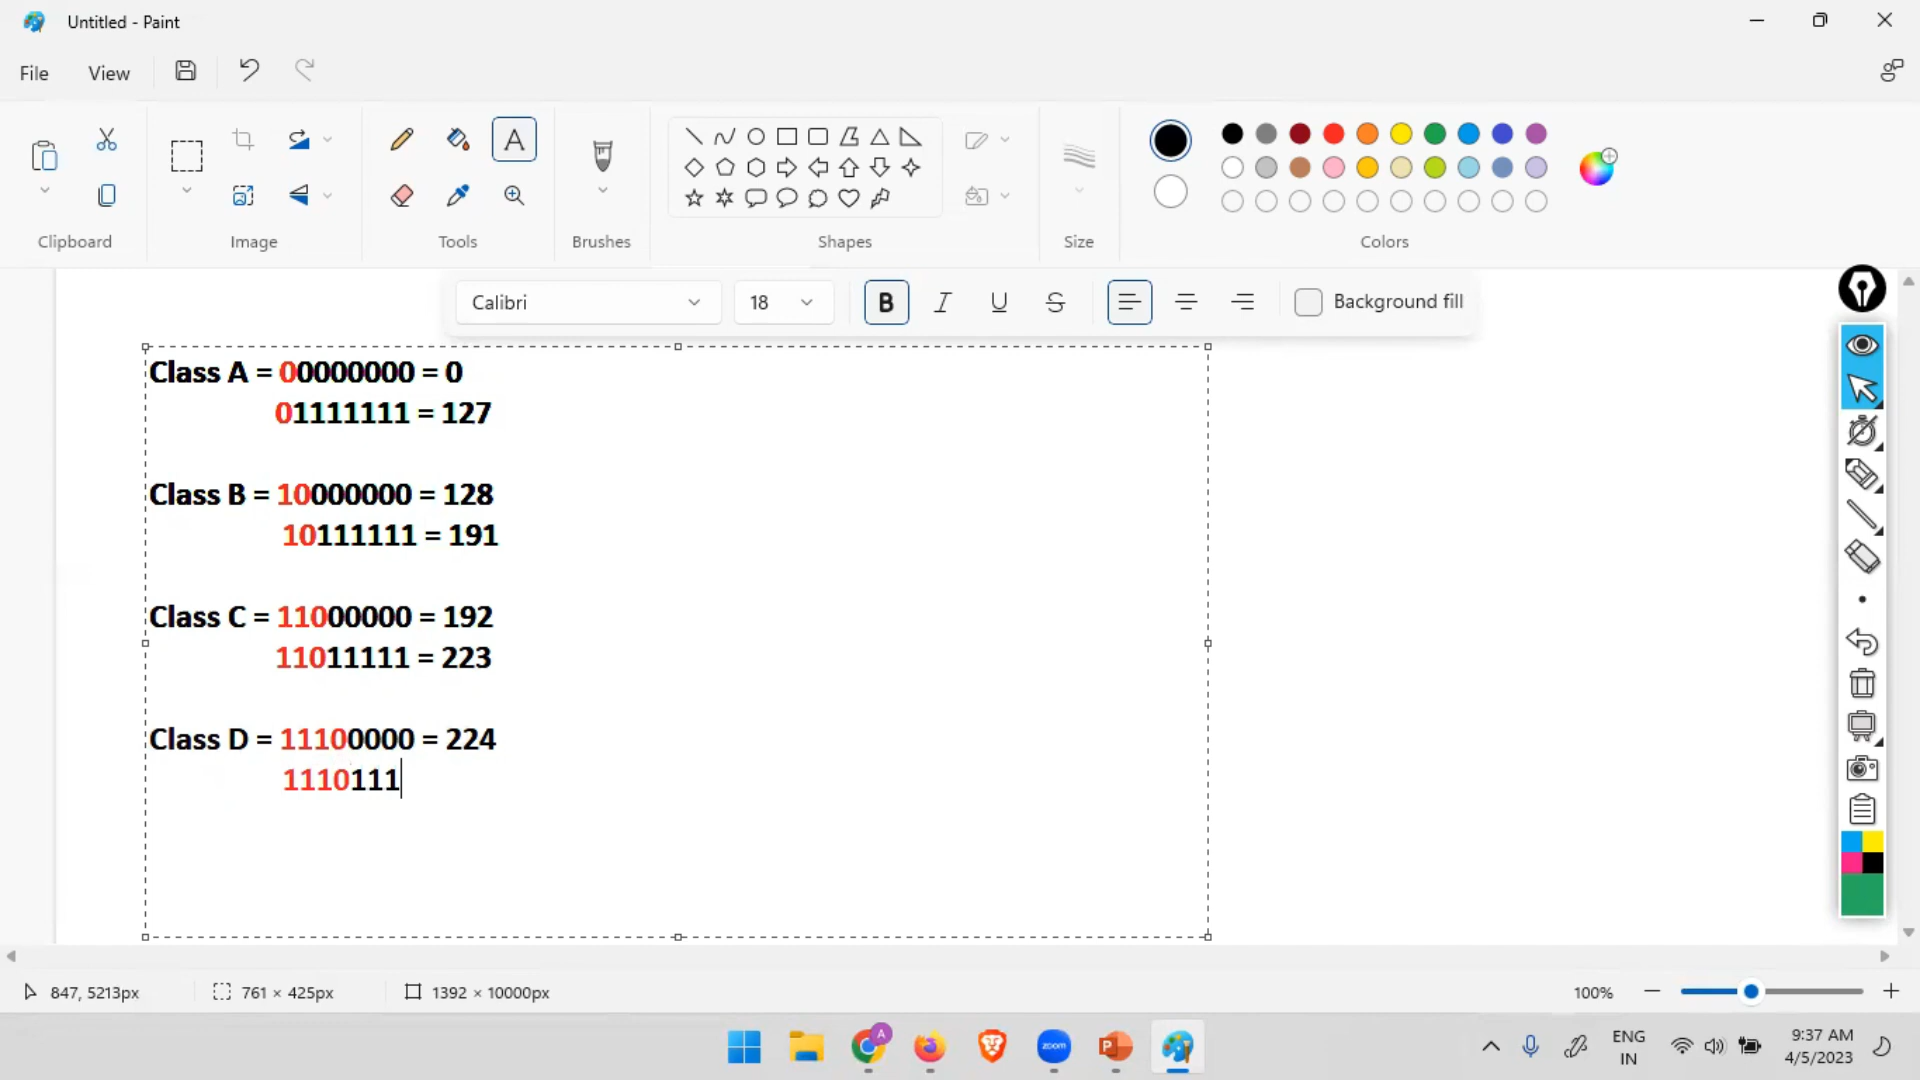 Untitled - Paint
File
View
Clipboard
Image
Tools
Brushes
Shapes
Size
Colors
A
Calibri
18
B
I
U
S
Background fill
Class A = 00000000 = 0
01111111 = 127
Class B = 10000000 = 128
10111111 = 191
Class C = 11000000 = 192
11011111 = 223
Class D = 11100000 = 224
1110111
847, 5213px
761 × 425px
1392 × 10000px
100%
A
zoom
P
ENG
IN
9:37 AM
4/5/2023